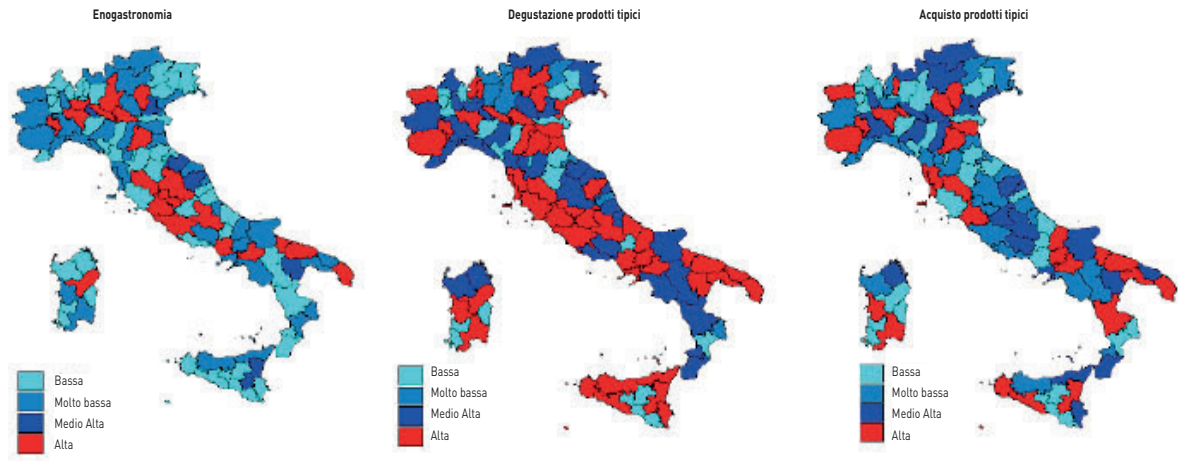 Enogastronomia
Degustazione prodotti tipici
Acquisto prodotti tipici
Bassa
Molto bassa
Medio Alta
Alta
Bassa
Molto bassa
Medio Alta
Alta
Bassa
Molto bassa
Medio Alta
Alta